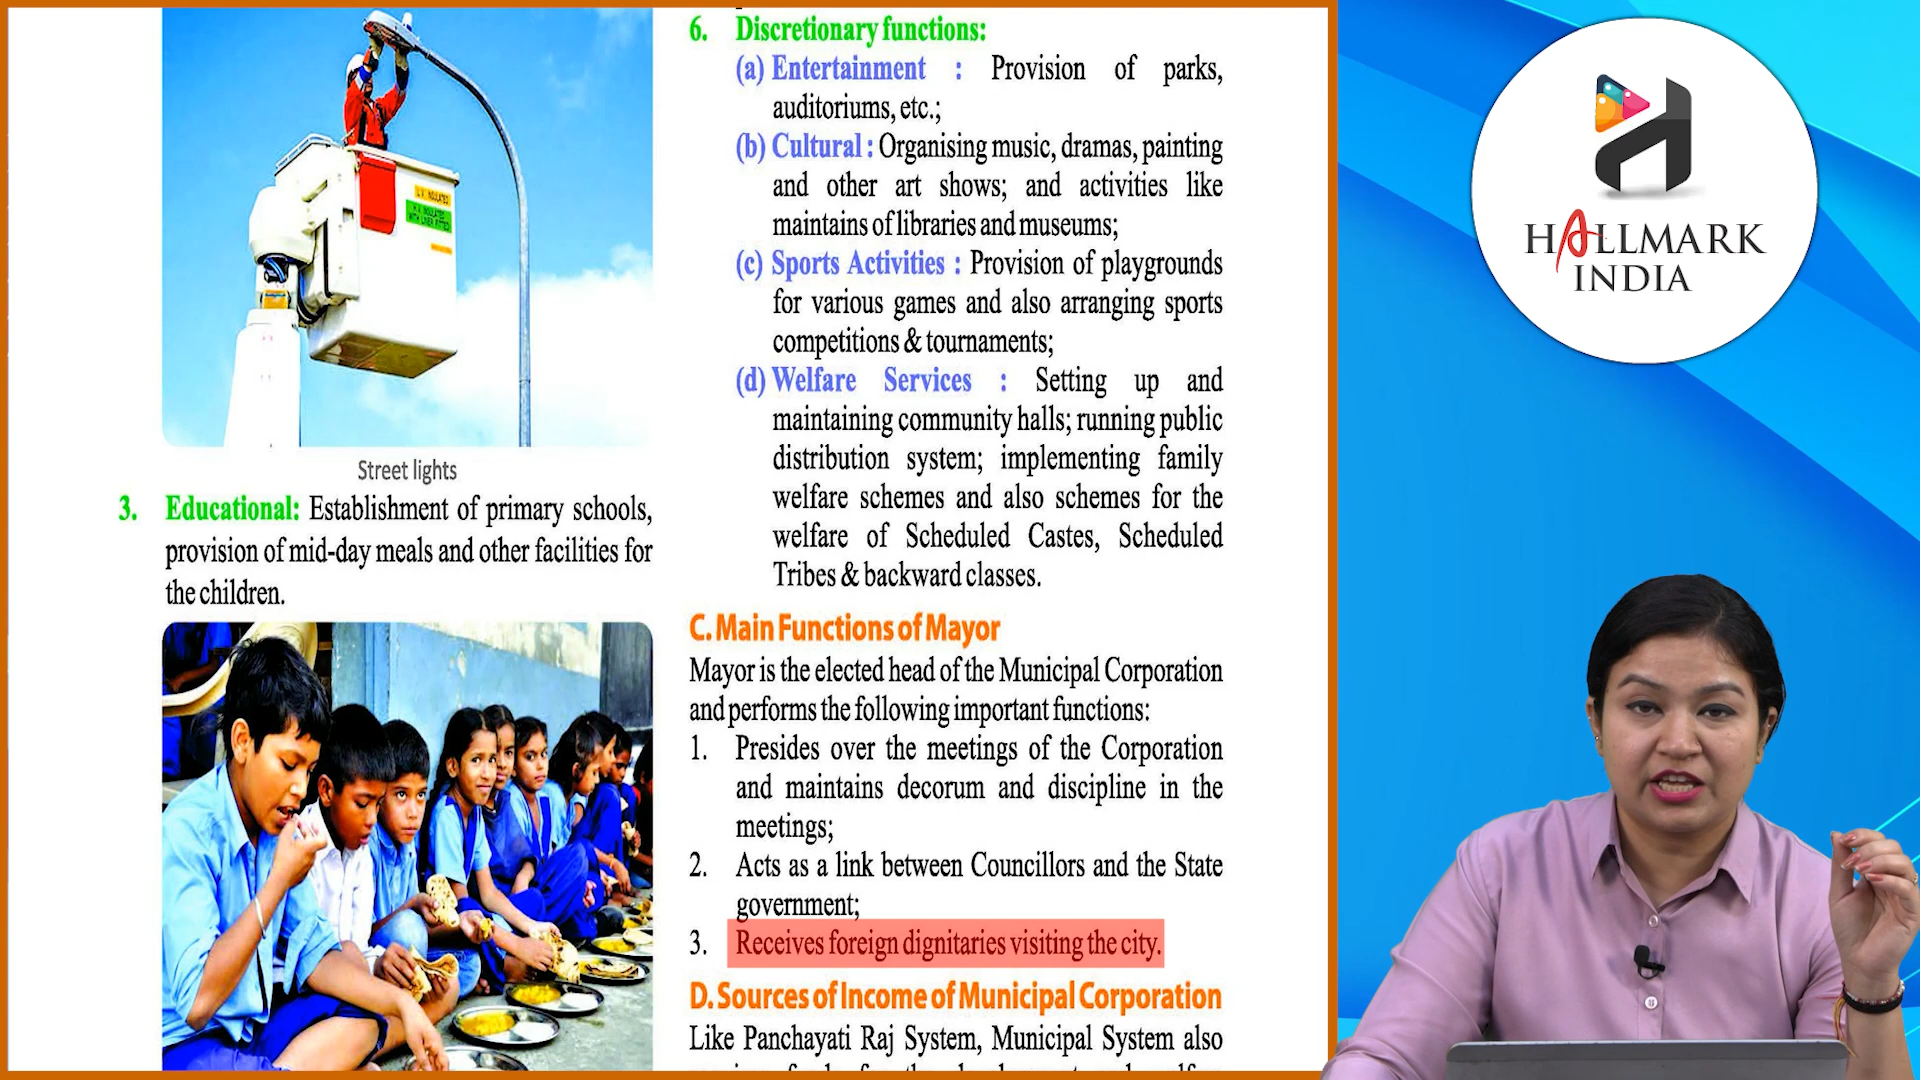 Street lights
3. Educational: Establishment of primary schools,
provision of mid-day meals and other facilities for
the children.
6. Discretionary functions:
(a) Entertainment : Provision of parks,
auditoriums, etc.;
(b) Cultural : Organising music, dramas, painting
and other art shows; and activities like
maintains of libraries and museums;
(c) Sports Activities : Provision of playgrounds
for various games and also arranging sports
competitions & tournaments;
(d) Welfare Services : Setting up and
maintaining community halls; running public
distribution system; implementing family
welfare schemes and also schemes for the
welfare of Scheduled Castes, Scheduled
Tribes & backward classes.
C. Main Functions of Mayor
Mayor is the elected head of the Municipal Corporation
and performs the following important functions:
1. Presides over the meetings of the Corporation
and maintains decorum and discipline in the
meetings;
2. Acts as a link between Councillors and the State
government;
3. Receives foreign dignitaries visiting the city.
D. Sources of Income of Municipal Corporation
Like Panchayati Raj System, Municipal System also
HALLMARK
INDIA